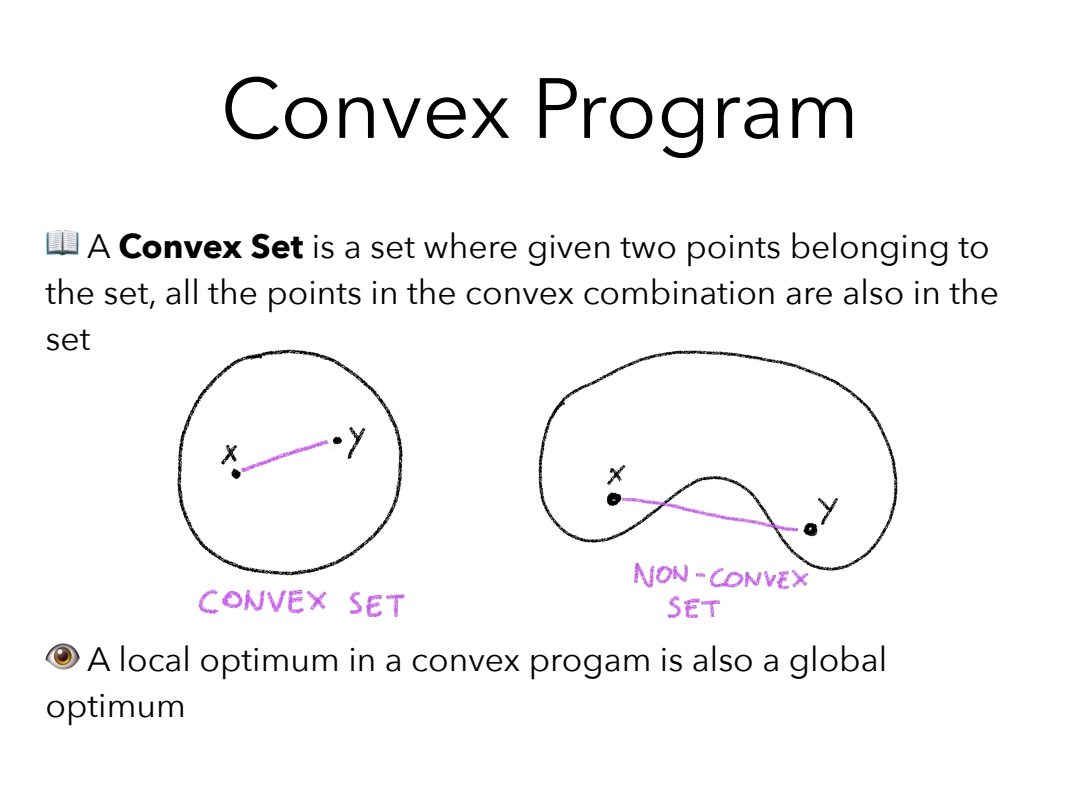 Convex Program
📖 A Convex Set is a set where given two points belonging to
the set, all the points in the convex combination are also in the
set
x
y
x
y
CONVEX SET
NON-CONVEX
SET
👁 A local optimum in a convex progam is also a global
optimum